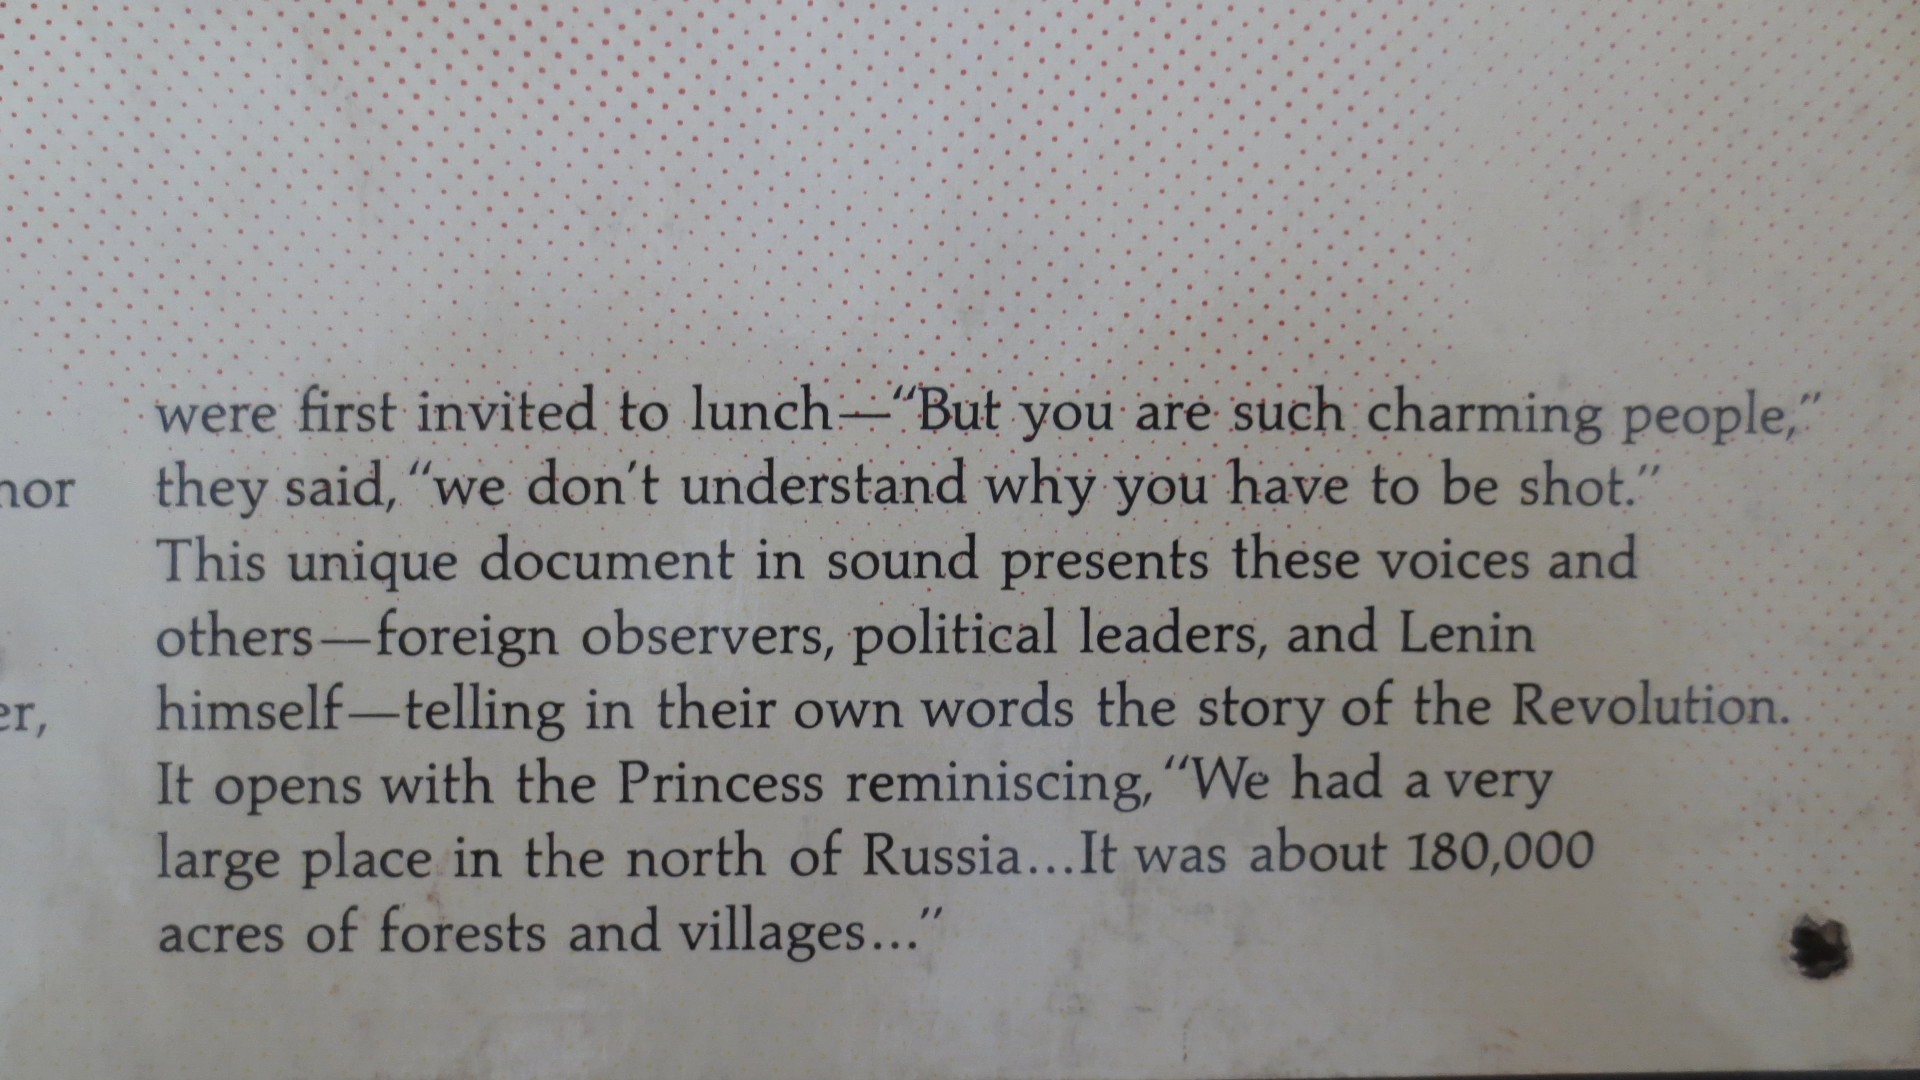 were first invited to lunch—“But you are such charming people,”
they said, “we don't understand why you have to be shot.”
This unique document in sound presents these voices and
others—foreign observers, political leaders, and Lenin
himself—telling in their own words the story of the Revolution.
It opens with the Princess reminiscing, “We had a very
large place in the north of Russia...It was about 180,000
acres of forests and villages...”